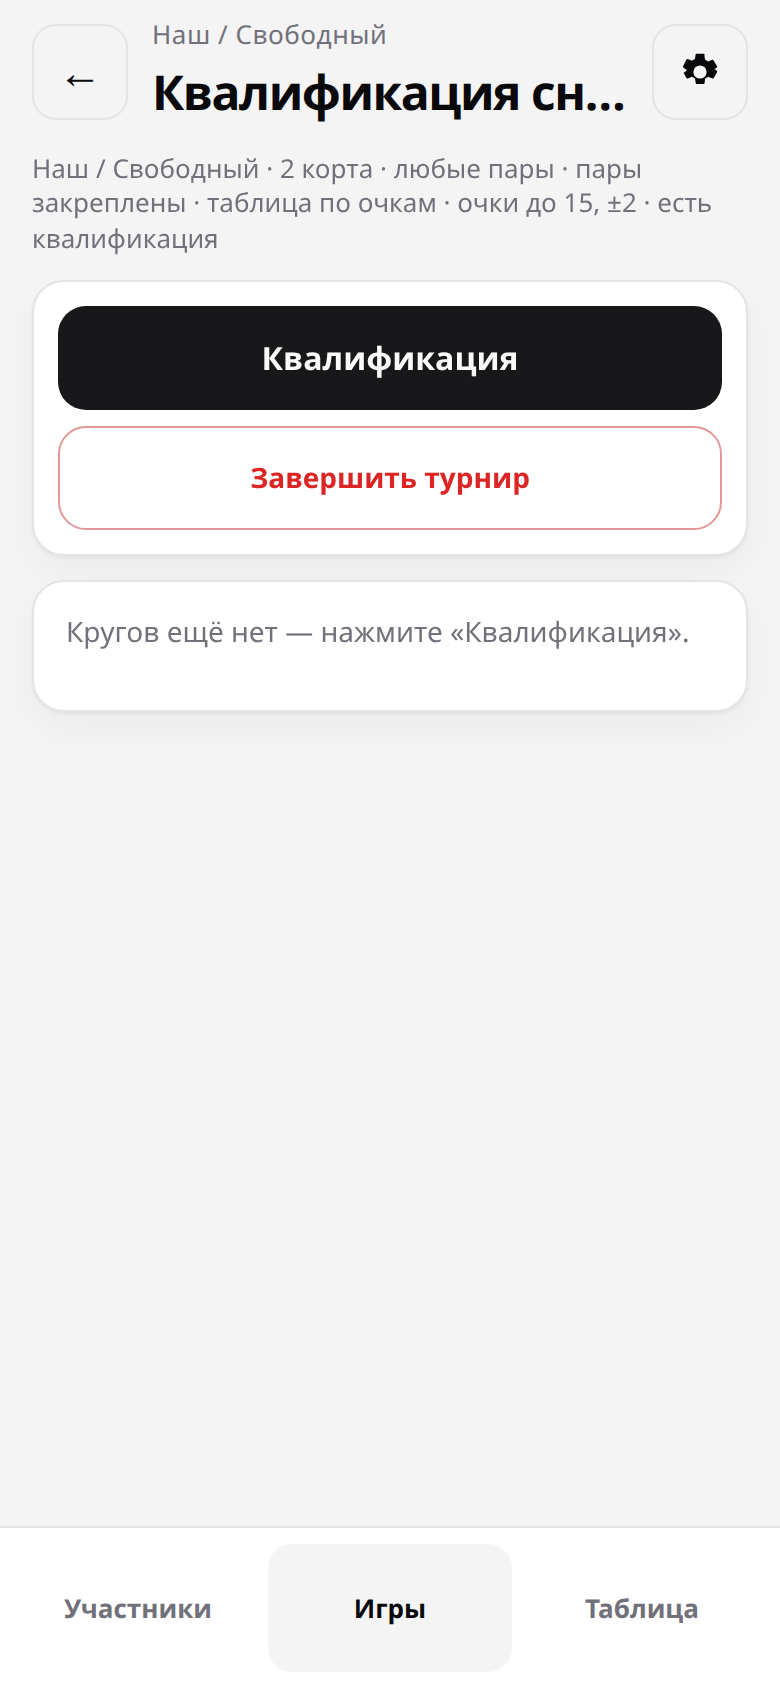 Наш / Свободный
←
Квалификация сн...
Наш / Свободный · 2 корта · любые пары · пары
закреплены · таблица по очкам · очки до 15, ±2 · есть
квалификация
Квалификация
Завершить турнир
Кругов ещё нет — нажмите «Квалификация».
Участники
Игры
Таблица